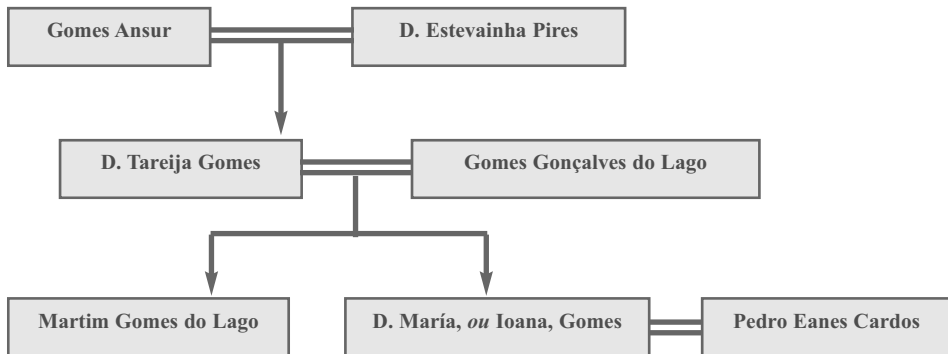 Gomes Ansur
D. Estevainha Pires
D. Tareija Gomes
Gomes Gonçalves do Lago
Martim Gomes do Lago
D. María, ou Ioana, Gomes
Pedro Eanes Cardos